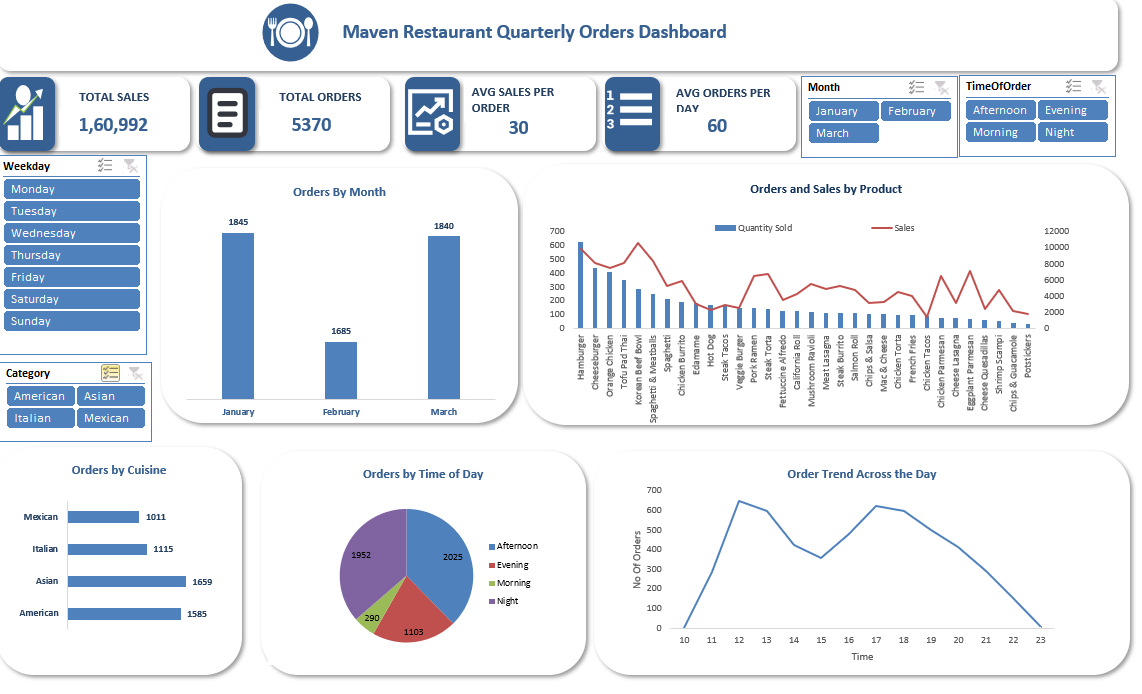 Maven Restaurant Quarterly Orders Dashboard
TOTAL SALES
1,60,992
TOTAL ORDERS
5370
AVG SALES PER
ORDER
30
1
2
3
AVG ORDERS PER
DAY
60
Month
January
February
March
TimeOfOrder
Afternoon
Evening
Morning
Night
Weekday
Monday
Tuesday
Wednesday
Thursday
Friday
Saturday
Sunday
Category
American
Asian
Italian
Mexican
Orders By Month
1845
1685
1840
January
February
March
Orders and Sales by Product
Quantity Sold
Sales
700
600
500
400
300
200
100
0
12000
10000
8000
6000
4000
2000
0
Hamburger
Cheeseburger
Orange Chicken
Tofu Pad Thai
Korean Beef Bowl
Spaghetti & Meatballs
Spaghetti
Chicken Burrito
Edamame
Hot Dog
Steak Tacos
Veggie Burger
Pork Ramen
Steak Torta
Fettuccine Alfredo
California Roll
Mushroom Ravioli
Meat Lasagna
Steak Burrito
Salmon Roll
Chips & Salsa
Mac & Cheese
Chicken Torta
French Fries
Chicken Tacos
Chicken Parmesan
Cheese Lasagna
Eggplant Parmesan
Cheese Quesadillas
Shrimp Scampi
Chips & Guacamole
Potstickers
Orders by Cuisine
Mexican
1011
Italian
1115
Asian
1659
American
1585
Orders by Time of Day
2025
1103
290
1952
Afternoon
Evening
Morning
Night
Order Trend Across the Day
No Of Orders
700
600
500
400
300
200
100
0
10 11 12 13 14 15 16 17 18 19 20 21 22 23
Time